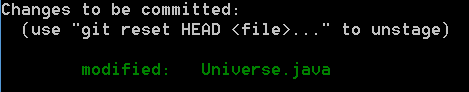 Changes to be committed:
  (use "git reset HEAD <file>..." to unstage)
        modified:   Universe.java